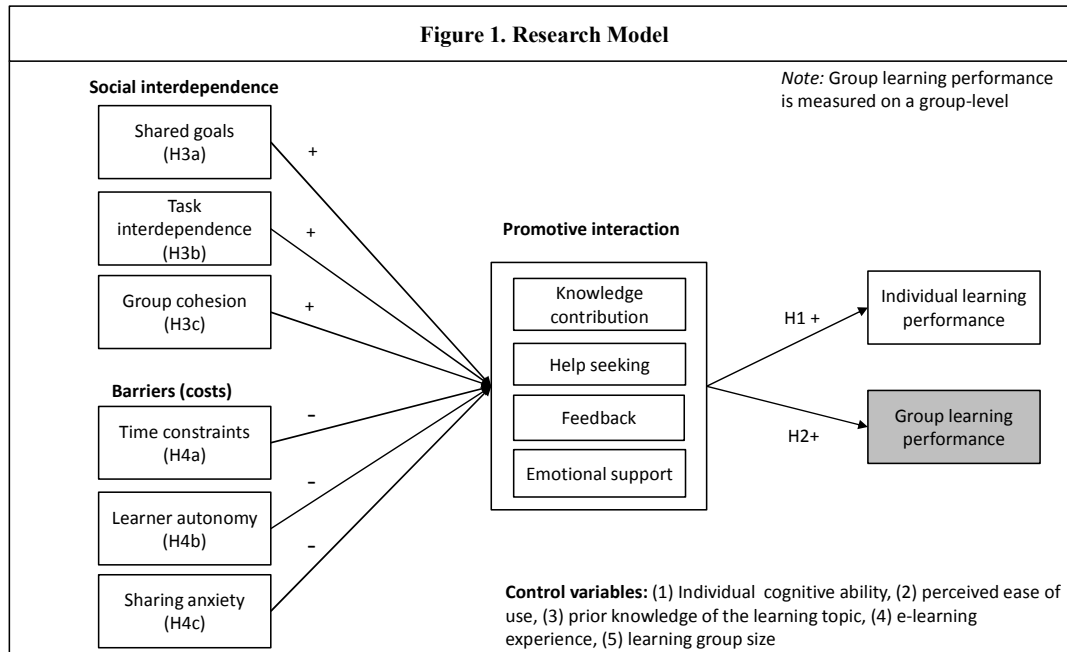 Figure 1. Research Model
Note: Group learning performance
is measured on a group-level
Social interdependence
Shared goals
(H3a)
+
Task
interdependence
(H3b)
+
Group cohesion
(H3c)
+
Barriers (costs)
Time constraints
(H4a)
–
Learner autonomy
(H4b)
–
Sharing anxiety
(H4c)
–
Promotive interaction
Knowledge
contribution
Help seeking
Feedback
Emotional support
H1 +
Individual learning
performance
H2+
Group learning
performance
Control variables: (1) Individual cognitive ability, (2) perceived ease of
use, (3) prior knowledge of the learning topic, (4) e-learning
experience, (5) learning group size